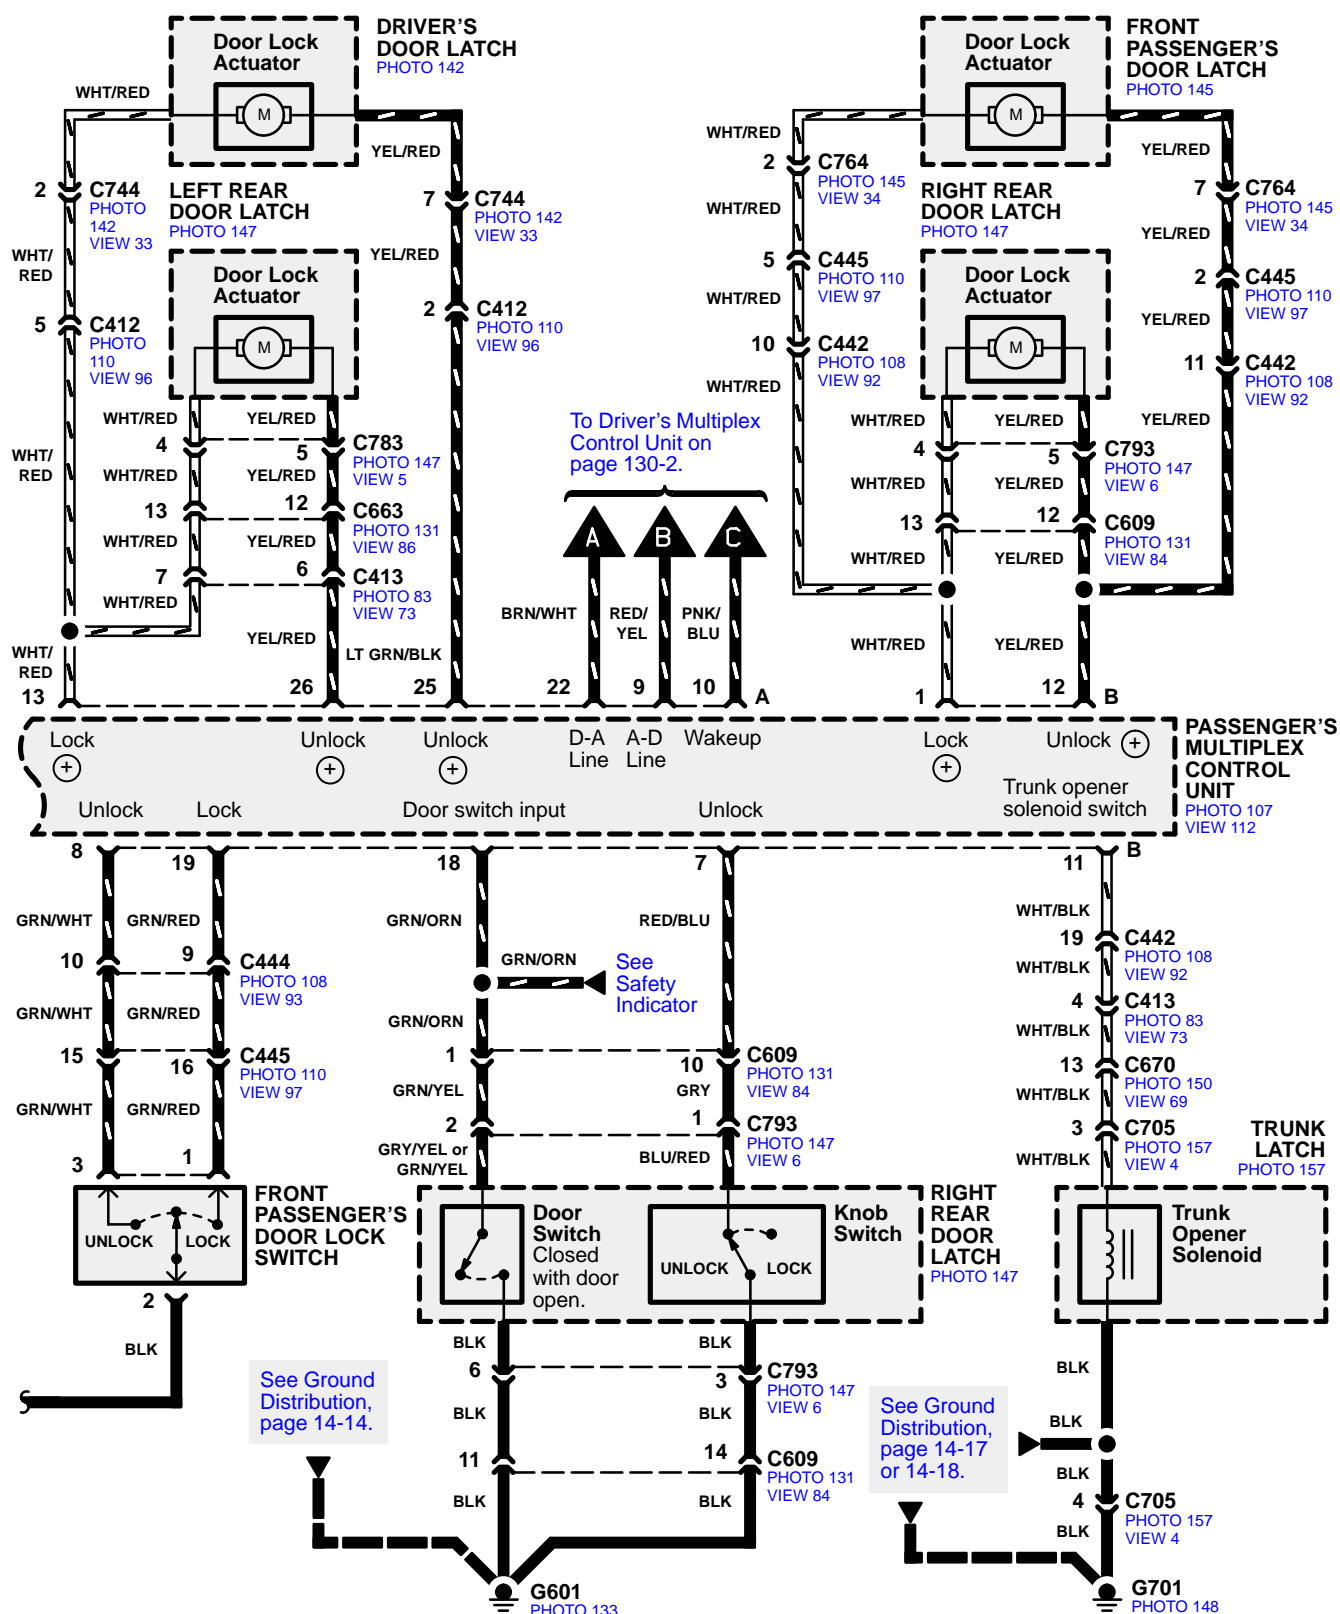 DRIVER'S
DOOR LATCH
PHOTO 142
Door Lock
Actuator
M
WHT/RED
YEL/RED
2
C744
PHOTO
142
VIEW 33
LEFT REAR
DOOR LATCH
PHOTO 147
7
C744
PHOTO 142
VIEW 33
WHT/
RED
YEL/RED
Door Lock
Actuator
M
5
C412
PHOTO
110
VIEW 96
2
C412
PHOTO 110
VIEW 96
WHT/RED
YEL/RED
4
5
C783
PHOTO 147
VIEW 5
WHT/
RED
WHT/RED
YEL/RED
13
12
C663
PHOTO 131
VIEW 86
WHT/RED
YEL/RED
7
6
C413
PHOTO 83
VIEW 73
WHT/RED
YEL/RED
WHT/
RED
LT GRN/BLK
13
26
25
To Driver's Multiplex
Control Unit on
page 130-2.
A
B
C
BRN/WHT
RED/
YEL
PNK/
BLU
22
9
10
A
FRONT
PASSENGER'S
DOOR LATCH
PHOTO 145
Door Lock
Actuator
M
WHT/RED
YEL/RED
2
C764
PHOTO 145
VIEW 34
RIGHT REAR
DOOR LATCH
PHOTO 147
7
C764
PHOTO 145
VIEW 34
WHT/RED
YEL/RED
5
C445
PHOTO 110
VIEW 97
Door Lock
Actuator
M
2
C445
PHOTO 110
VIEW 97
WHT/RED
YEL/RED
10
C442
PHOTO 108
VIEW 92
11
C442
PHOTO 108
VIEW 92
WHT/RED
WHT/RED
YEL/RED
YEL/RED
4
5
C793
PHOTO 147
VIEW 6
WHT/RED
YEL/RED
13
12
C609
PHOTO 131
VIEW 84
WHT/RED
YEL/RED
WHT/RED
YEL/RED
1
12
B
PASSENGER'S
MULTIPLEX
CONTROL
UNIT
PHOTO 107
VIEW 112
Lock
+
Unlock
+
Unlock
+
D-A
Line
A-D
Line
Wakeup
Lock
+
Unlock
+
Unlock
Lock
Door switch input
Unlock
Trunk opener
solenoid switch
8
19
18
7
11
B
GRN/WHT
GRN/RED
GRN/ORN
RED/BLU
WHT/BLK
10
9
C444
PHOTO 108
VIEW 93
GRN/ORN
See
Safety
Indicator
19
C442
PHOTO 108
VIEW 92
WHT/BLK
GRN/WHT
GRN/RED
GRN/ORN
4
C413
PHOTO 83
VIEW 73
WHT/BLK
15
16
C445
PHOTO 110
VIEW 97
1
10
C609
PHOTO 131
VIEW 84
13
C670
PHOTO 150
VIEW 69
GRN/WHT
GRN/RED
GRN/YEL
GRY
WHT/BLK
2
1
C793
PHOTO 147
VIEW 6
3
C705
PHOTO 157
VIEW 4
TRUNK
LATCH
PHOTO 157
GRY/YEL or
GRN/YEL
BLU/RED
WHT/BLK
3
1
FRONT
PASSENGER'S
DOOR LOCK
SWITCH
UNLOCK
LOCK
2
BLK
Door
Switch
Closed
with door
open.
Knob
Switch
UNLOCK
LOCK
RIGHT
REAR
DOOR
LATCH
PHOTO 147
Trunk
Opener
Solenoid
BLK
BLK
BLK
6
3
C793
PHOTO 147
VIEW 6
See Ground
Distribution,
page 14-14.
BLK
BLK
See Ground
Distribution,
page 14-17
or 14-18.
BLK
11
14
C609
PHOTO 131
VIEW 84
BLK
BLK
BLK
4
C705
PHOTO 157
VIEW 4
BLK
G601
PHOTO 133
G701
PHOTO 148